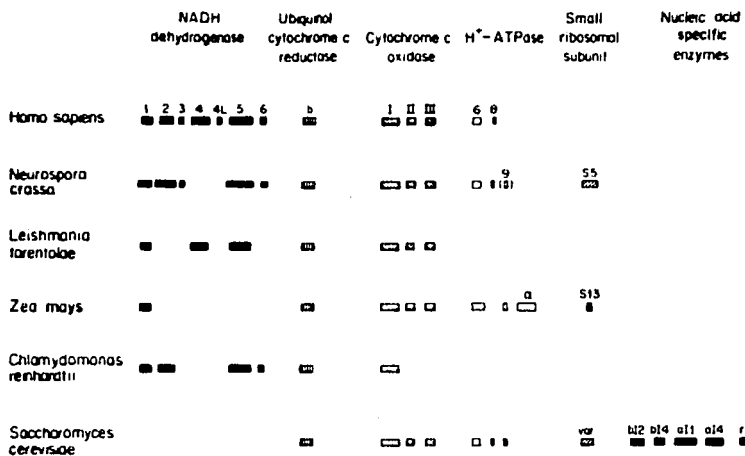 NADH
dehydrogenase
Ubiquinol
cytochrome c
reductase
Cytochrome c
oxidase
H⁺-ATPase
Small
ribosomal
subunit
Nucleic acid
specific
enzymes
Homo sapiens
1 2 3 4 4L 5 6 b I II III 6 8
Neurospora
crassa
9 S5
Leishmania
tarentolae
Zea mays
α S13
Chlamydomonas
reinhardtii
Saccharomyces
cerevisiae
var bI2 bI4 aI1 aI4 r